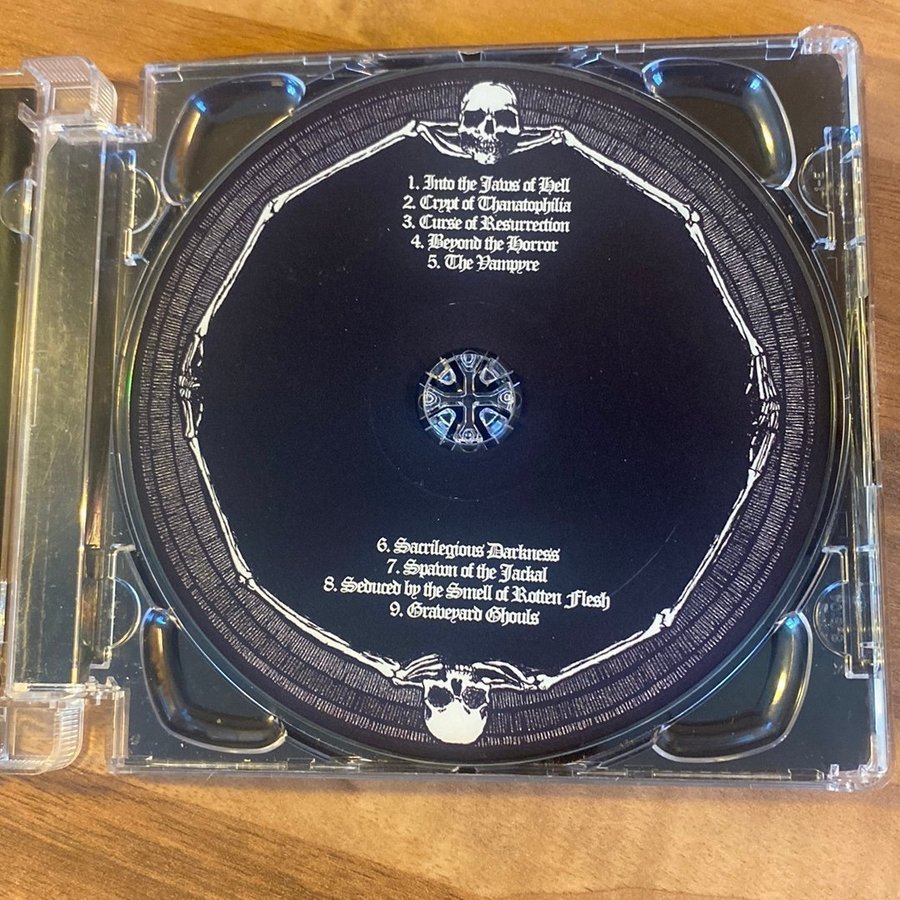 1. Into the Jaws of Hell
2. Crypt of Thanatophilia
3. Curse of Resurrection
4. Beyond the Horror
5. The Vampyre
6. Sacrilegious Darkness
7. Spawn of the Jackal
8. Seduced by the Smell of Rotten Flesh
9. Graveyard Ghouls